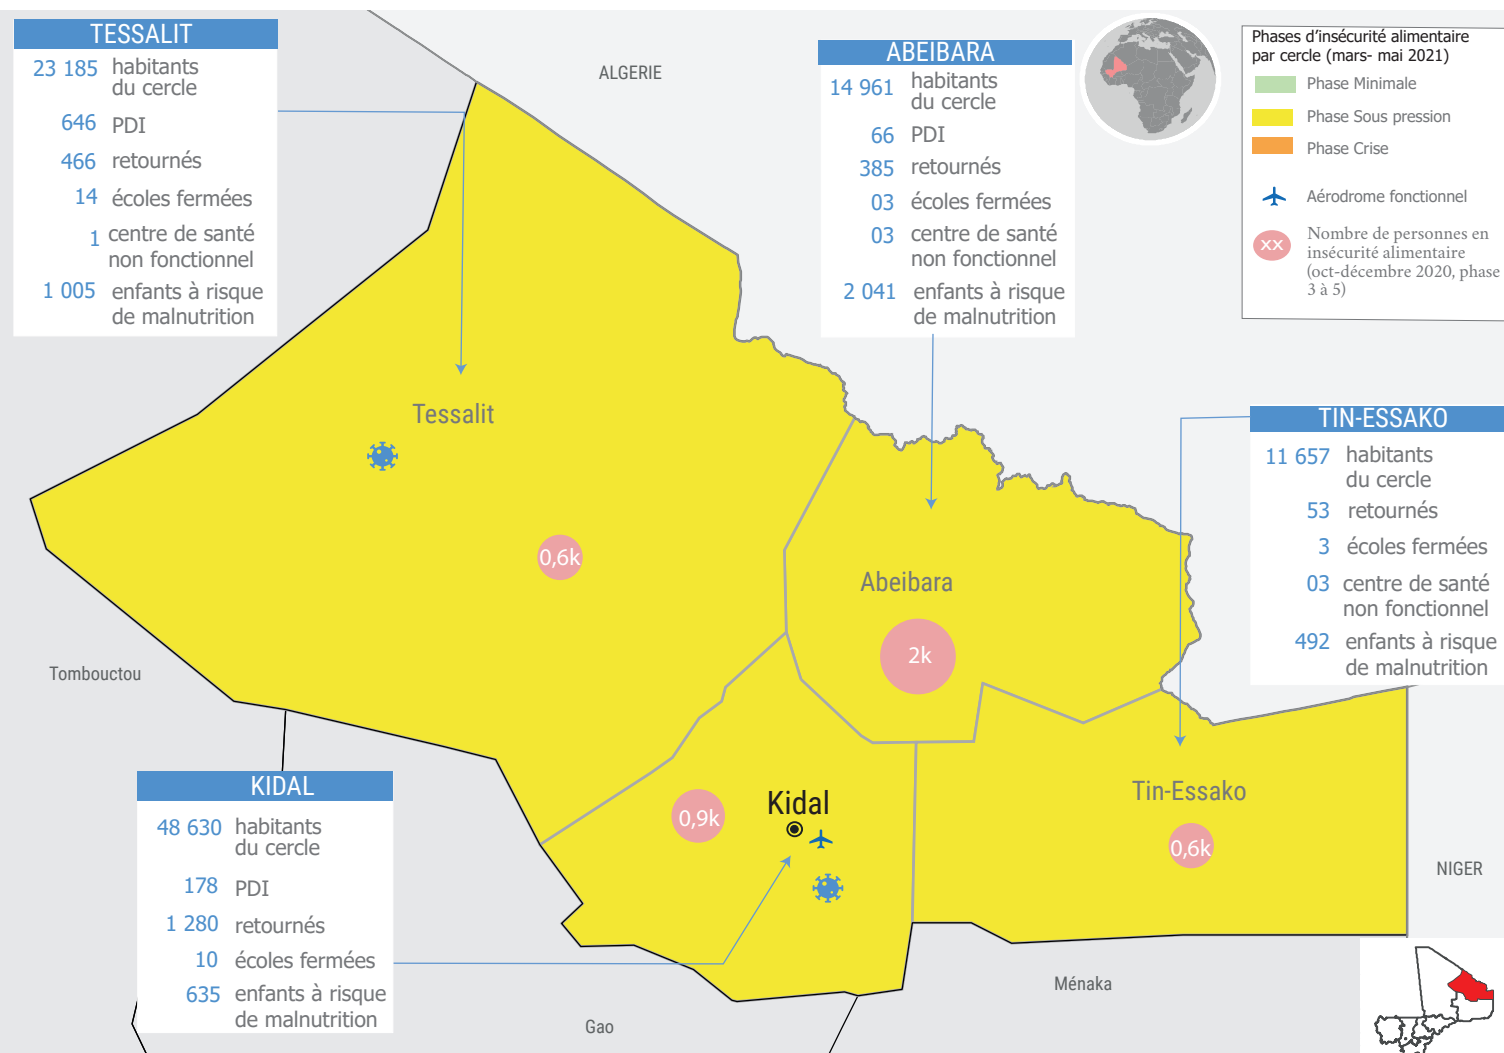 TESSALIT
23 185 habitants
du cercle
646 PDI
466 retournés
14 écoles fermées
1 centre de santé
non fonctionnel
1 005 enfants à risque
de malnutrition
ALGERIE
ABEIBARA
14 961 habitants
du cercle
66 PDI
385 retournés
03 écoles fermées
03 centre de santé
non fonctionnel
2 041 enfants à risque
de malnutrition
Phases d'insécurité alimentaire
par cercle (mars- mai 2021)
Phase Minimale
Phase Sous pression
Phase Crise
Aérodrome fonctionnel
xx
Nombre de personnes en
insécurité alimentaire
(oct-décembre 2020, phase
3 à 5)
Tessalit
0,6k
Abeibara
2k
TIN-ESSAKO
11 657 habitants
du cercle
53 retournés
3 écoles fermées
03 centre de santé
non fonctionnel
492 enfants à risque
de malnutrition
Tombouctou
KIDAL
48 630 habitants
du cercle
178 PDI
1 280 retournés
10 écoles fermées
635 enfants à risque
de malnutrition
0,9k
Kidal
Tin-Essako
0,6k
NIGER
Ménaka
Gao